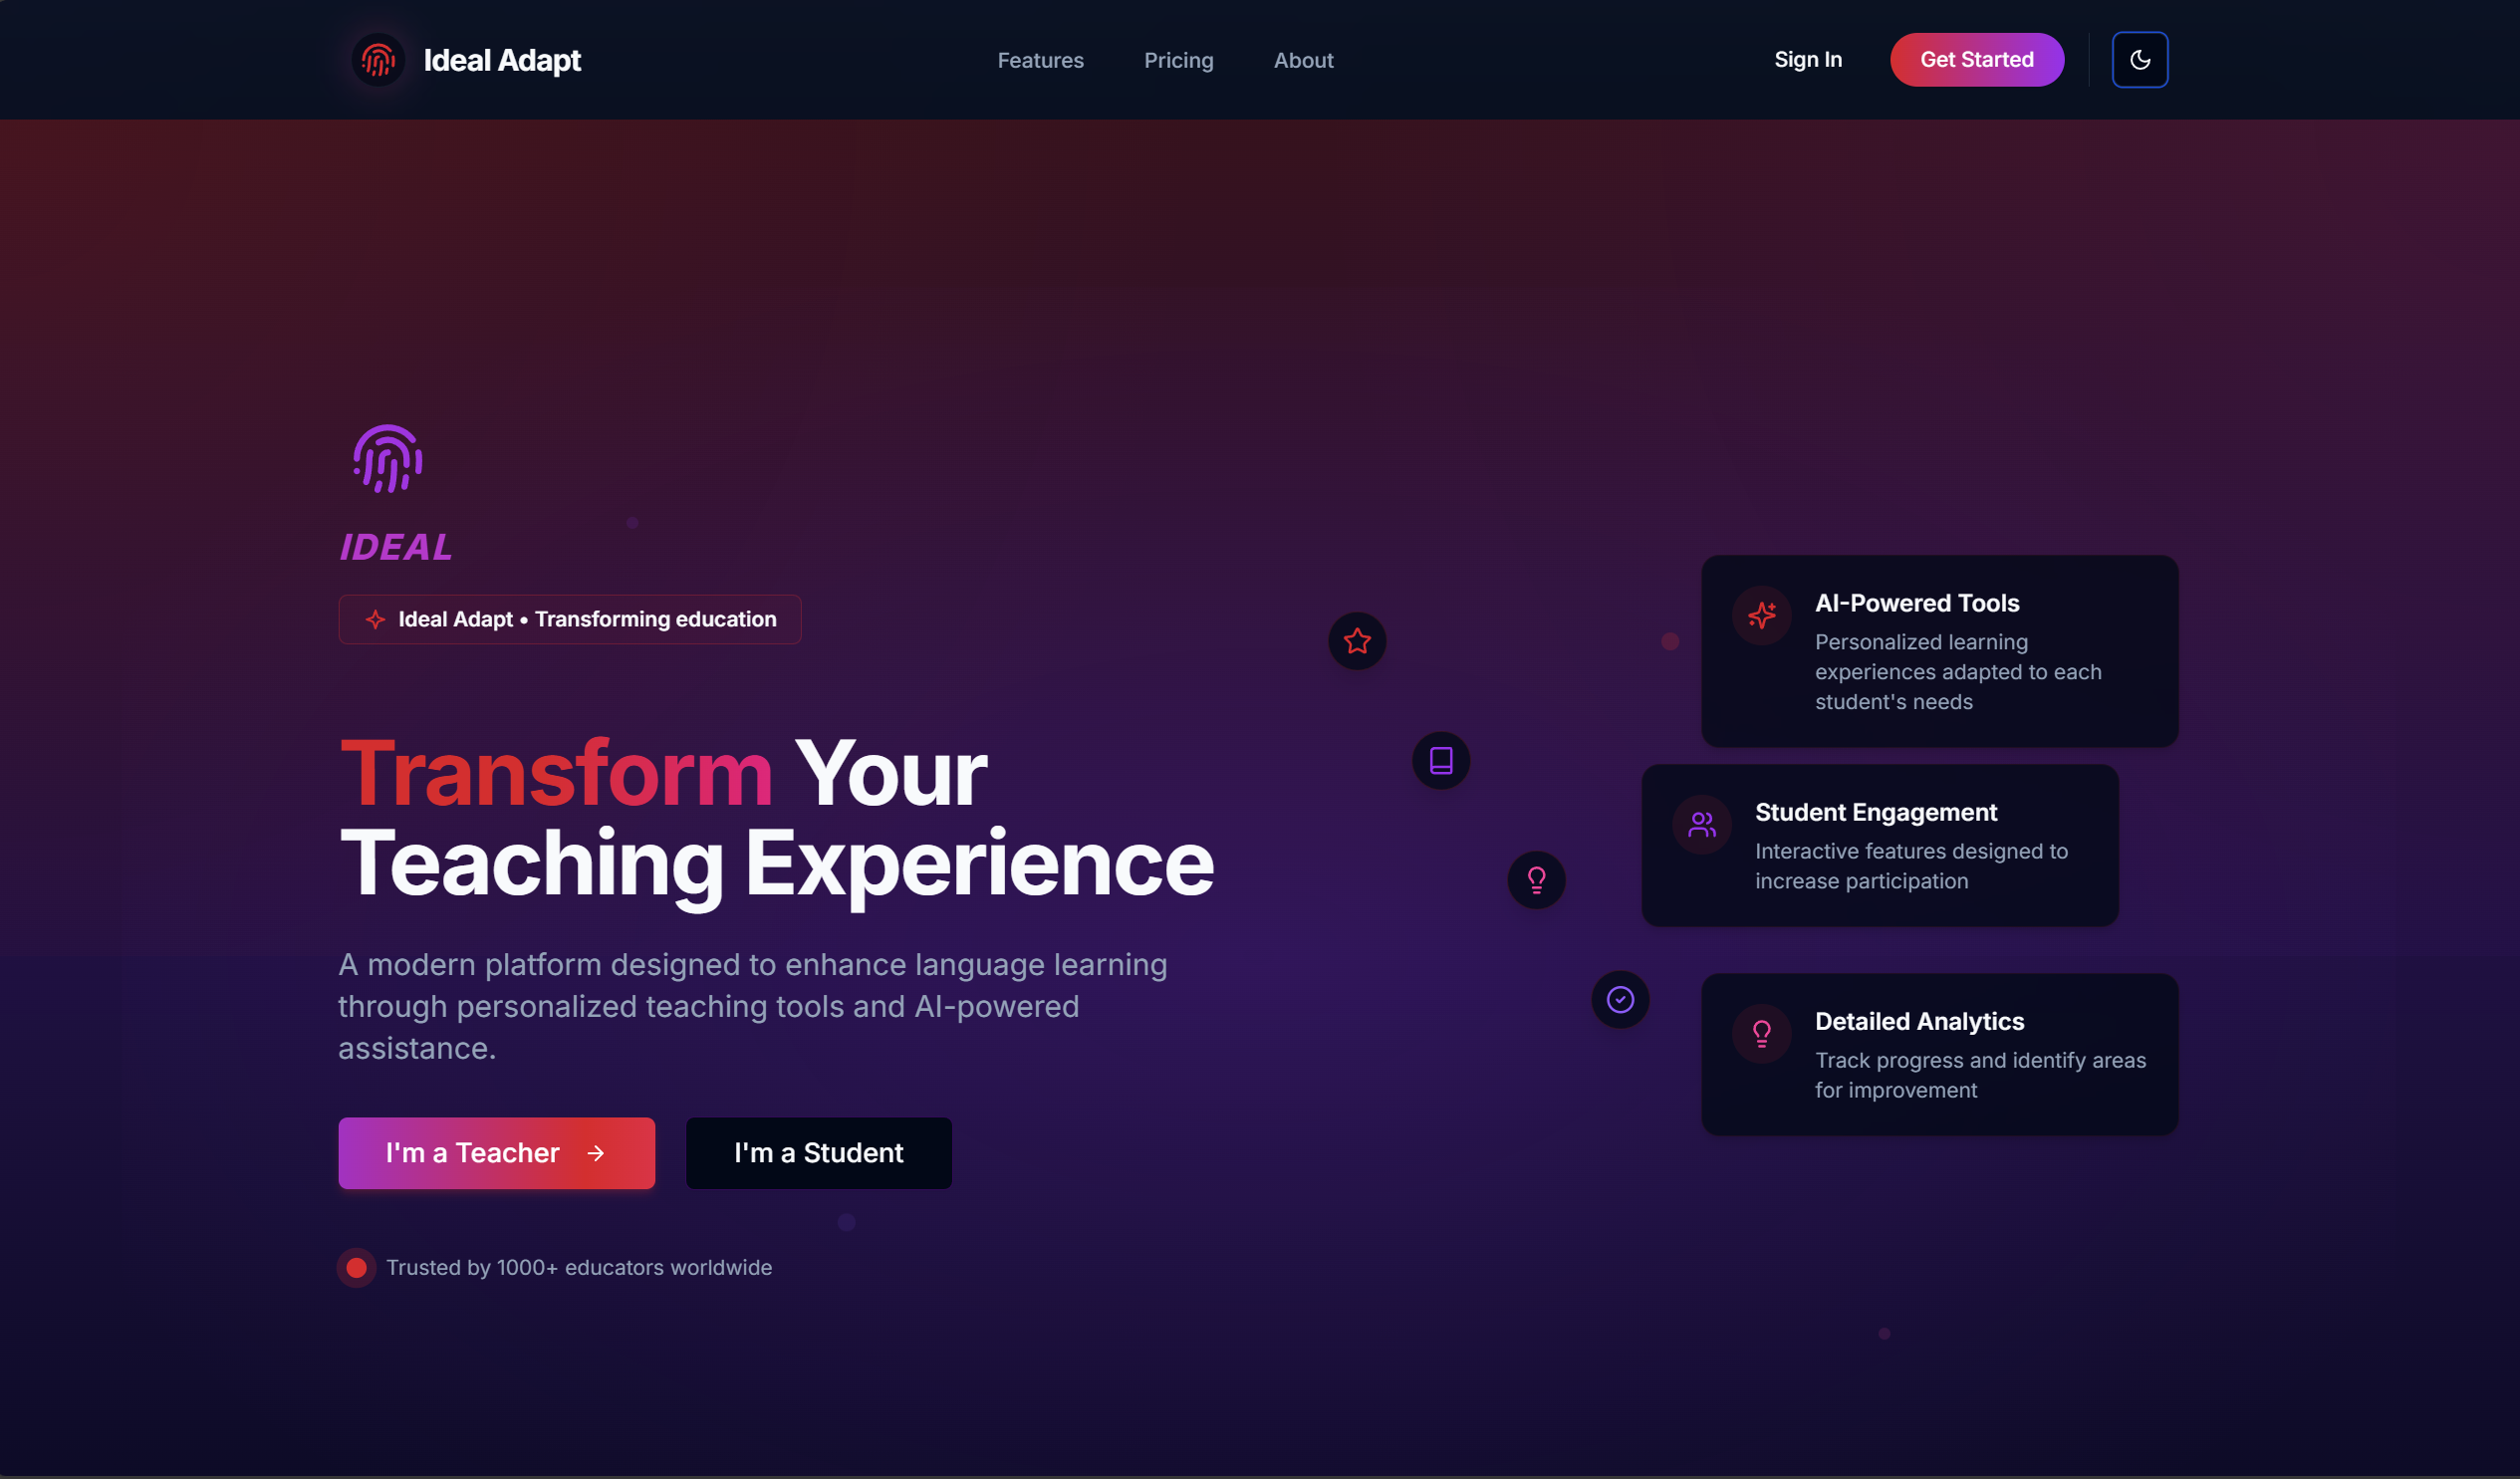 Ideal Adapt
Features
Pricing
About
Sign In
Get Started
IDEAL
Ideal Adapt • Transforming education
Transform Your
Teaching Experience
A modern platform designed to enhance language learning
through personalized teaching tools and AI-powered
assistance.
I'm a Teacher
I'm a Student
Trusted by 1000+ educators worldwide
AI-Powered Tools
Personalized learning
experiences adapted to each
student's needs
Student Engagement
Interactive features designed to
increase participation
Detailed Analytics
Track progress and identify areas
for improvement